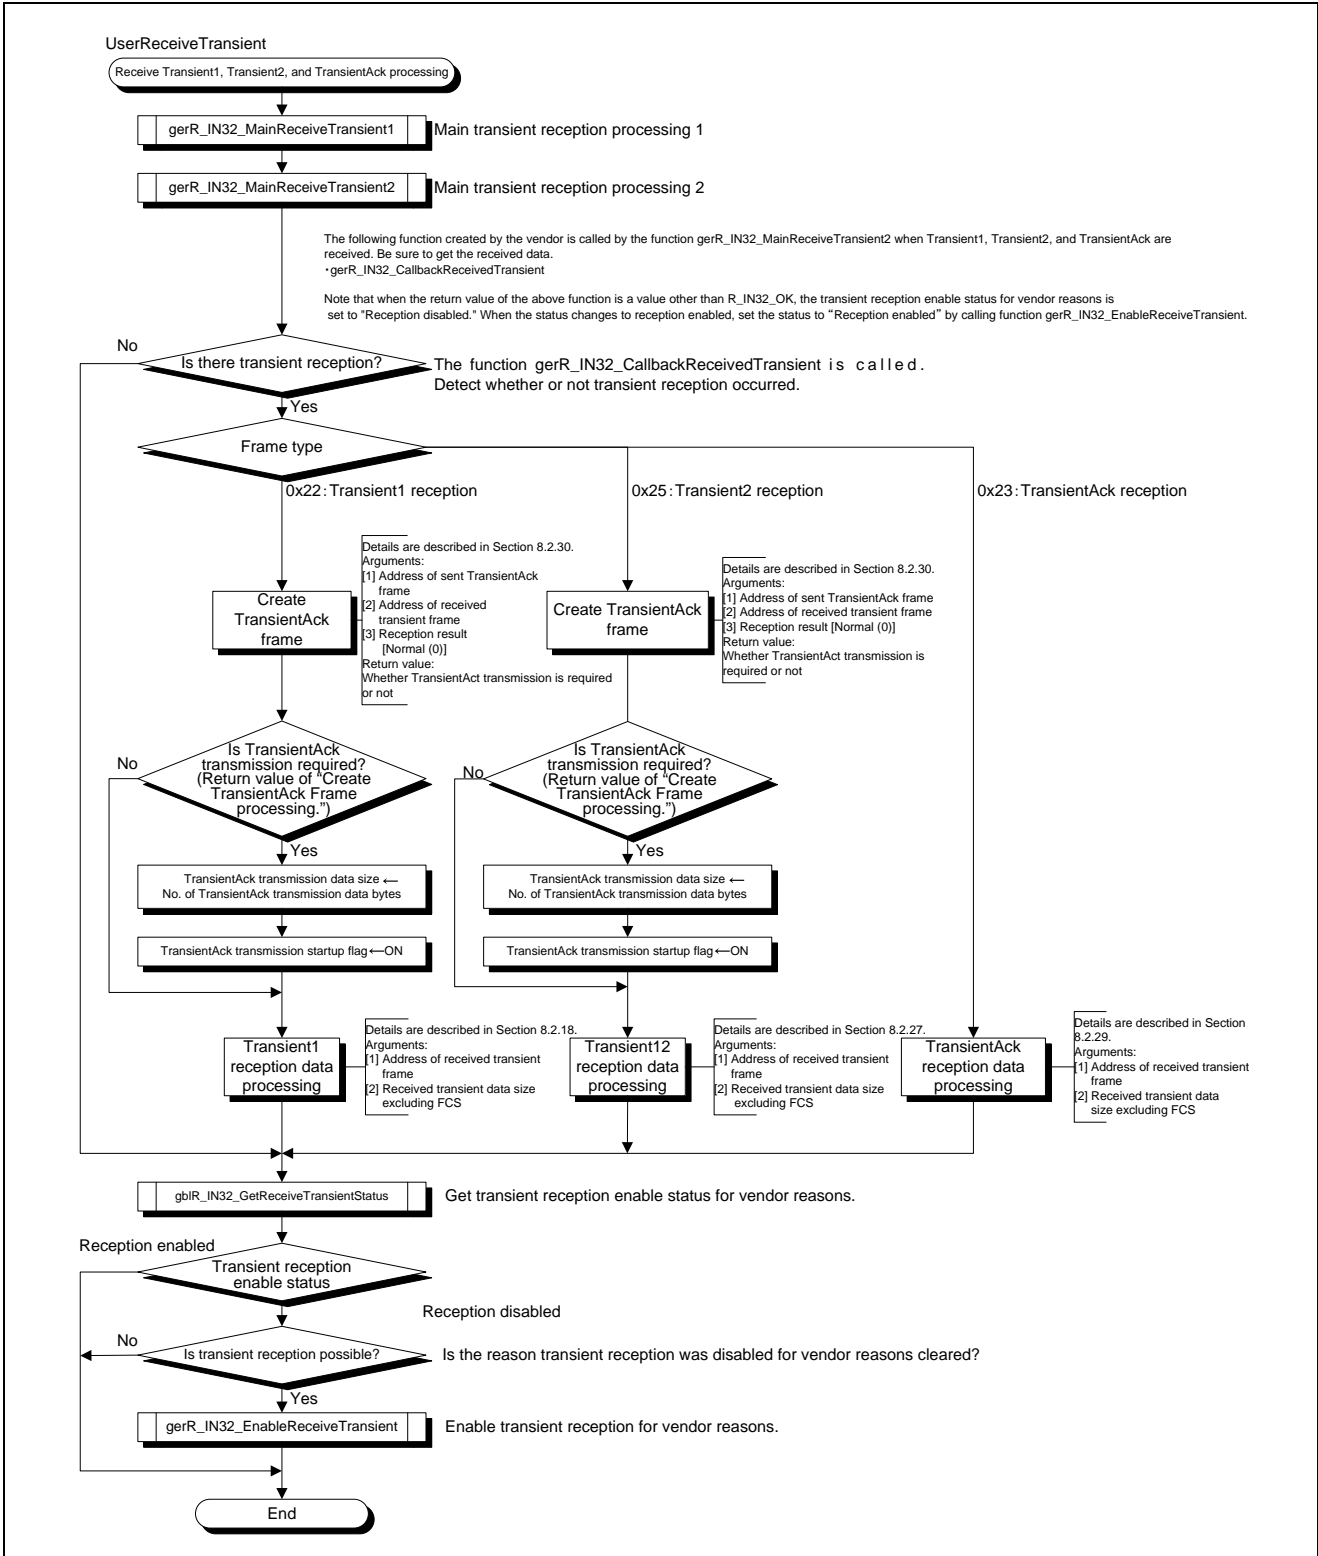 UserReceiveTransient
Receive Transient1, Transient2, and TransientAck processing
gerR_IN32_MainReceiveTransient1
Main transient reception processing 1
gerR_IN32_MainReceiveTransient2
Main transient reception processing 2
The following function created by the vendor is called by the function gerR_IN32_MainReceiveTransient2 when Transient1, Transient2, and TransientAck are
received. Be sure to get the received data.
・gerR_IN32_CallbackReceivedTransient
Note that when the return value of the above function is a value other than R_IN32_OK, the transient reception enable status for vendor reasons is
set to "Reception disabled." When the status changes to reception enabled, set the status to “Reception enabled” by calling function gerR_IN32_EnableReceiveTransient.
No
Is there transient reception?
The function gerR_IN32_CallbackReceivedTransient is called.
Detect whether or not transient reception occurred.
Yes
Frame type
0x22：Transient1 reception
0x25：Transient2 reception
0x23：TransientAck reception
Details are described in Section 8.2.30.
Arguments:
[1] Address of sent TransientAck
frame
[2] Address of received
transient frame
[3] Reception result
[Normal (0)]
Return value:
Whether TransientAct transmission is required
or not
Create
TransientAck
frame
Details are described in Section 8.2.30.
Arguments:
[1] Address of sent TransientAck frame
[2] Address of received transient frame
[3] Reception result [Normal (0)]
Return value:
Whether TransientAct transmission is
required or not
Create TransientAck
frame
No
Is TransientAck
transmission required?
(Return value of “Create
TransientAck Frame
processing.”)
Yes
No
Is TransientAck
transmission required?
(Return value of “Create
TransientAck Frame
processing.”)
Yes
TransientAck transmission data size ←
No. of TransientAck transmission data bytes
TransientAck transmission data size ←
No. of TransientAck transmission data bytes
TransientAck transmission startup flag←ON
TransientAck transmission startup flag←ON
Transient1
reception data
processing
Details are described in Section 8.2.18.
Arguments:
[1] Address of received transient
frame
[2] Received transient data size
excluding FCS
Transient12
reception data
processing
Details are described in Section 8.2.27.
Arguments:
[1] Address of received transient
frame
[2] Received transient data size
excluding FCS
TransientAck
reception data
processing
Details are described in Section
8.2.29.
Arguments:
[1] Address of received transient
frame
[2] Received transient data
size excluding FCS
gblR_IN32_GetReceiveTransientStatus
Get transient reception enable status for vendor reasons.
Reception enabled
Transient reception
enable status
Reception disabled
No
Is transient reception possible?
Is the reason transient reception was disabled for vendor reasons cleared?
Yes
gerR_IN32_EnableReceiveTransient
Enable transient reception for vendor reasons.
End